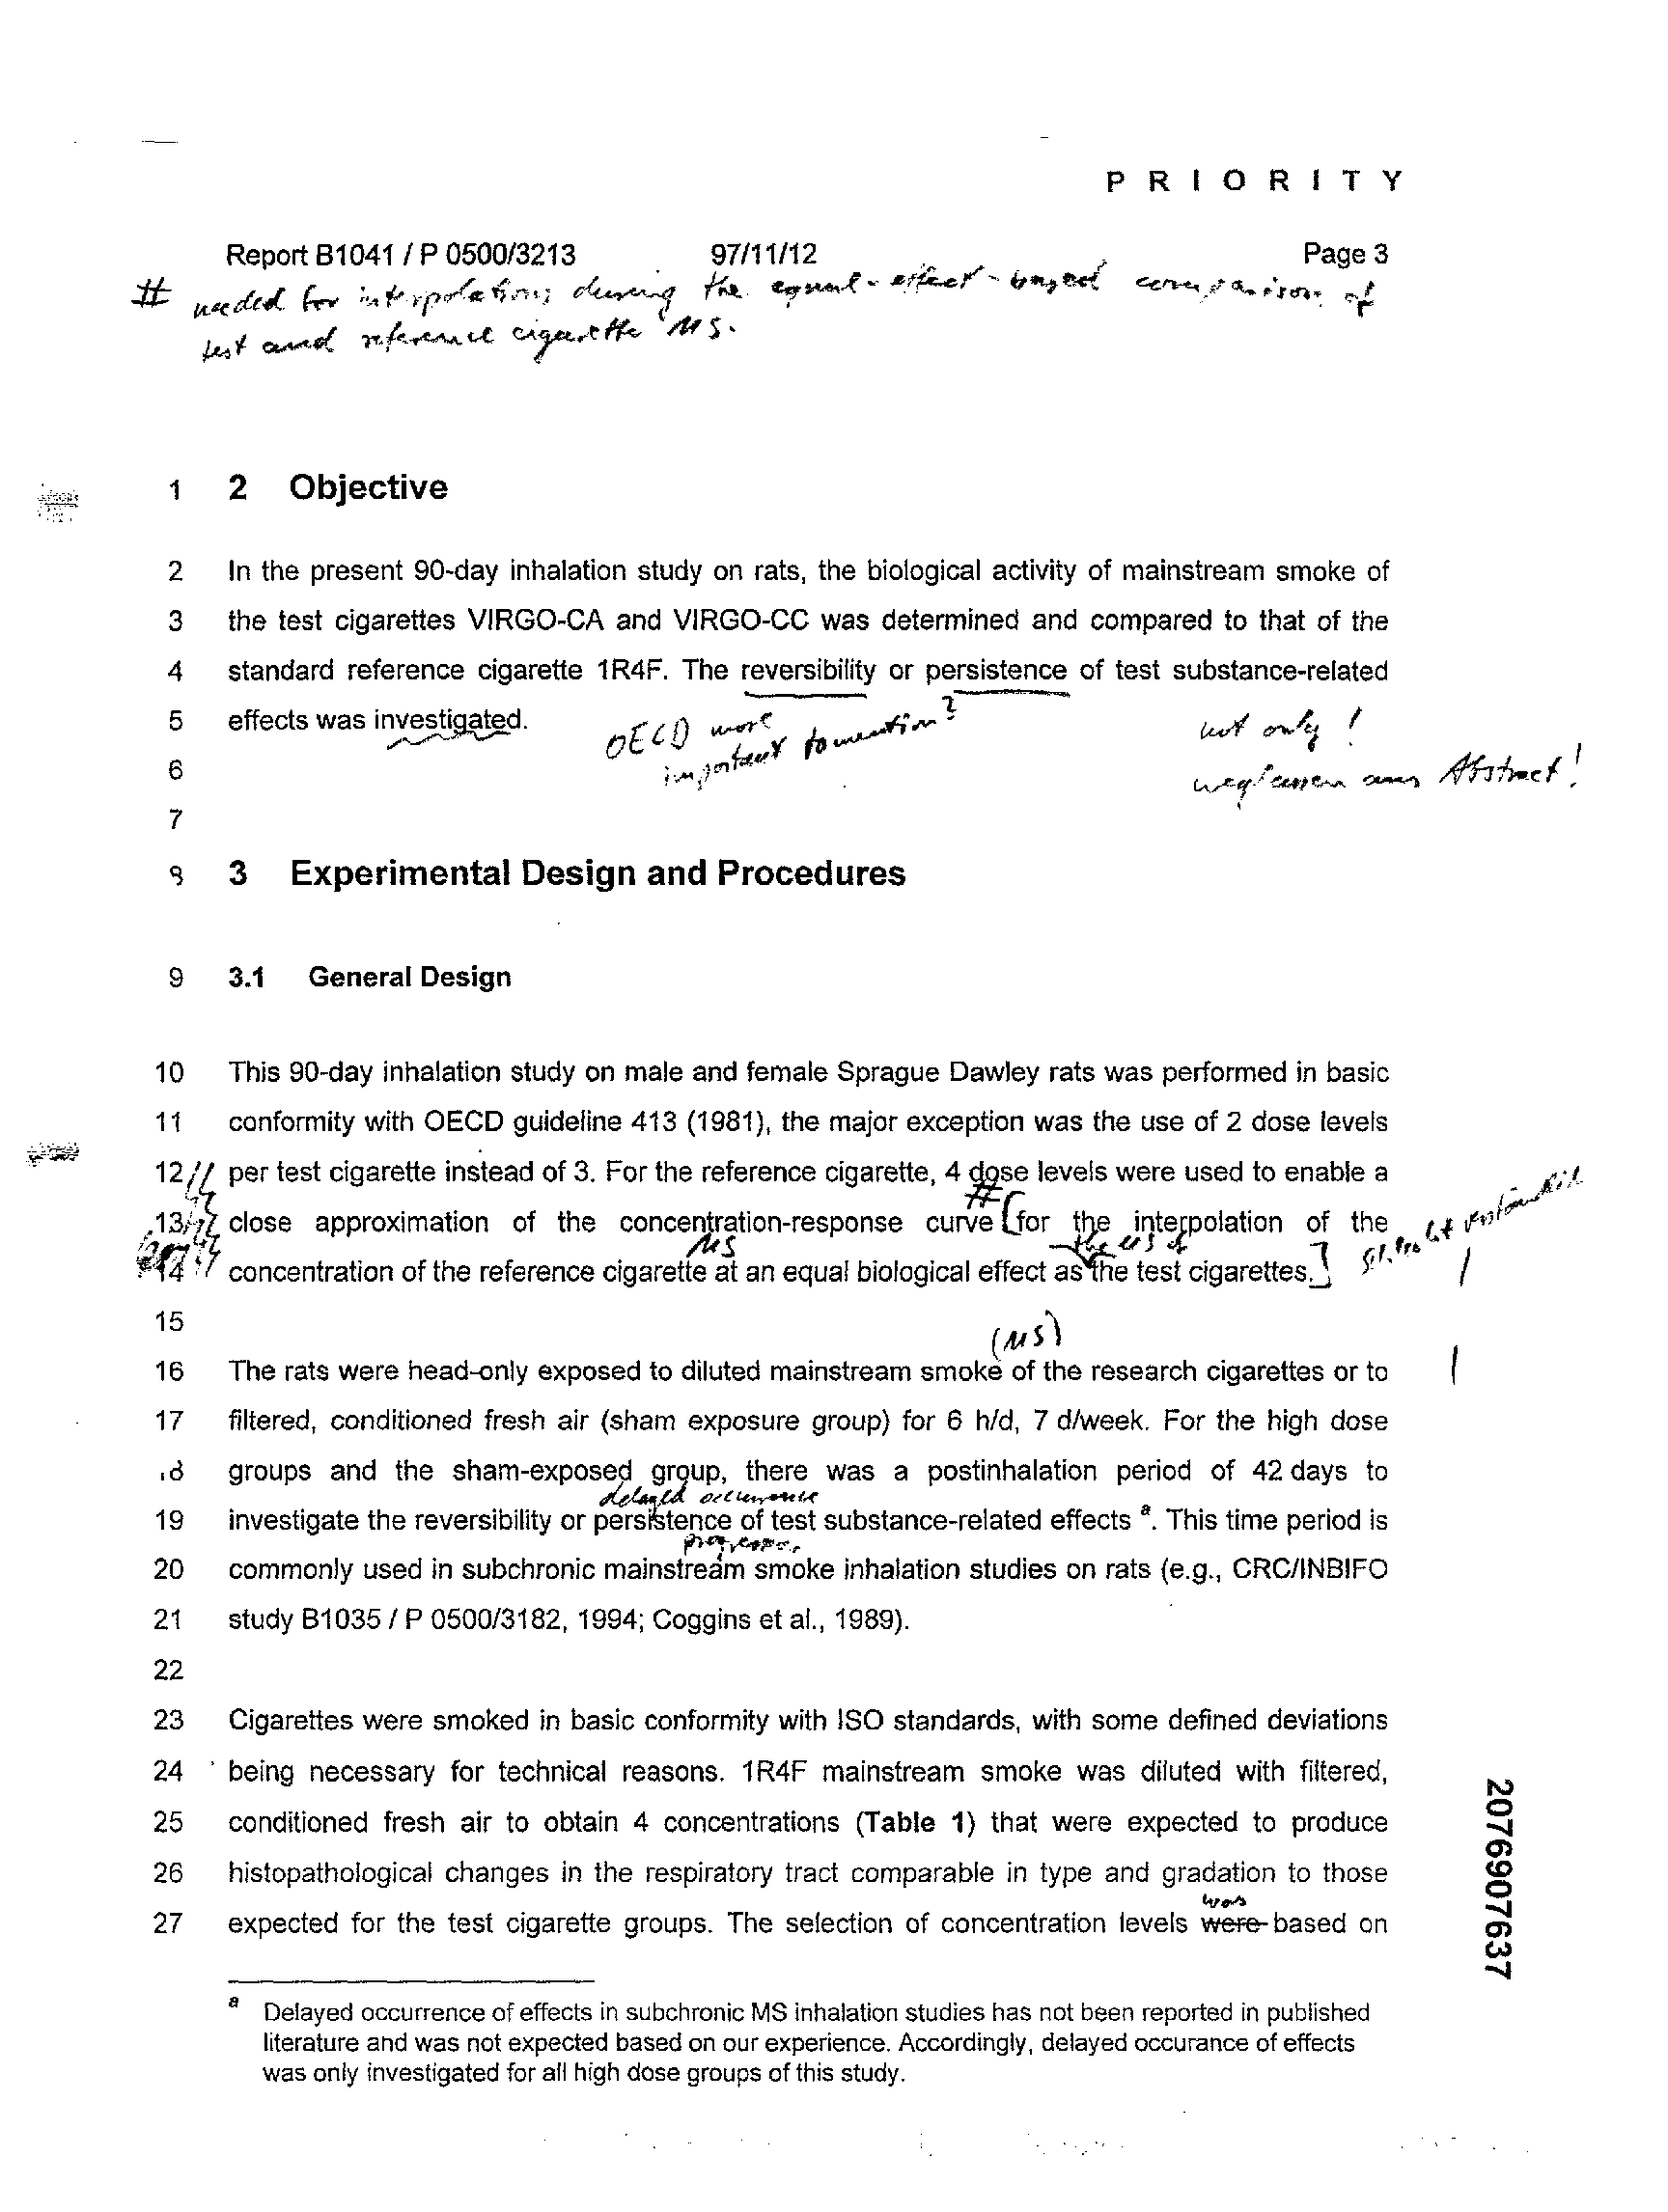 P R I O R I T Y
Report B1041 / P 0500/3213 97/11/12 Page 3
# needed for interpolations during the equal-effect-based comparison of
test and reference cigarette MS.
1 2 Objective
2 In the present 90-day inhalation study on rats, the biological activity of mainstream smoke of
3 the test cigarettes VIRGO-CA and VIRGO-CC was determined and compared to that of the
4 standard reference cigarette 1R4F. The reversibility or persistence of test substance-related
5 effects was investigated.
OECD more
important to mention?
not only!
weglassen aus Abstract!
6
7
8 3 Experimental Design and Procedures
9 3.1 General Design
10 This 90-day inhalation study on male and female Sprague Dawley rats was performed in basic
11 conformity with OECD guideline 413 (1981), the major exception was the use of 2 dose levels
12 per test cigarette instead of 3. For the reference cigarette, 4 dose levels were used to enable a
#
13 close approximation of the concentration-response curve [for the interpolation of the
MS the MS of
14 concentration of the reference cigarette at an equal biological effect as the test cigarettes.]
15
(MS)
16 The rats were head-only exposed to diluted mainstream smoke of the research cigarettes or to
17 filtered, conditioned fresh air (sham exposure group) for 6 h/d, 7 d/week. For the high dose
18 groups and the sham-exposed group, there was a postinhalation period of 42 days to
delayed occurrence
19 investigate the reversibility or persistence of test substance-related effects a. This time period is
20 commonly used in subchronic mainstream smoke inhalation studies on rats (e.g., CRC/INBIFO
21 study B1035 / P 0500/3182, 1994; Coggins et al., 1989).
22
23 Cigarettes were smoked in basic conformity with ISO standards, with some defined deviations
24 being necessary for technical reasons. 1R4F mainstream smoke was diluted with filtered,
25 conditioned fresh air to obtain 4 concentrations (Table 1) that were expected to produce
26 histopathological changes in the respiratory tract comparable in type and gradation to those
was
27 expected for the test cigarette groups. The selection of concentration levels were based on
a Delayed occurrence of effects in subchronic MS inhalation studies has not been reported in published
literature and was not expected based on our experience. Accordingly, delayed occurance of effects
was only investigated for all high dose groups of this study.
2076907637